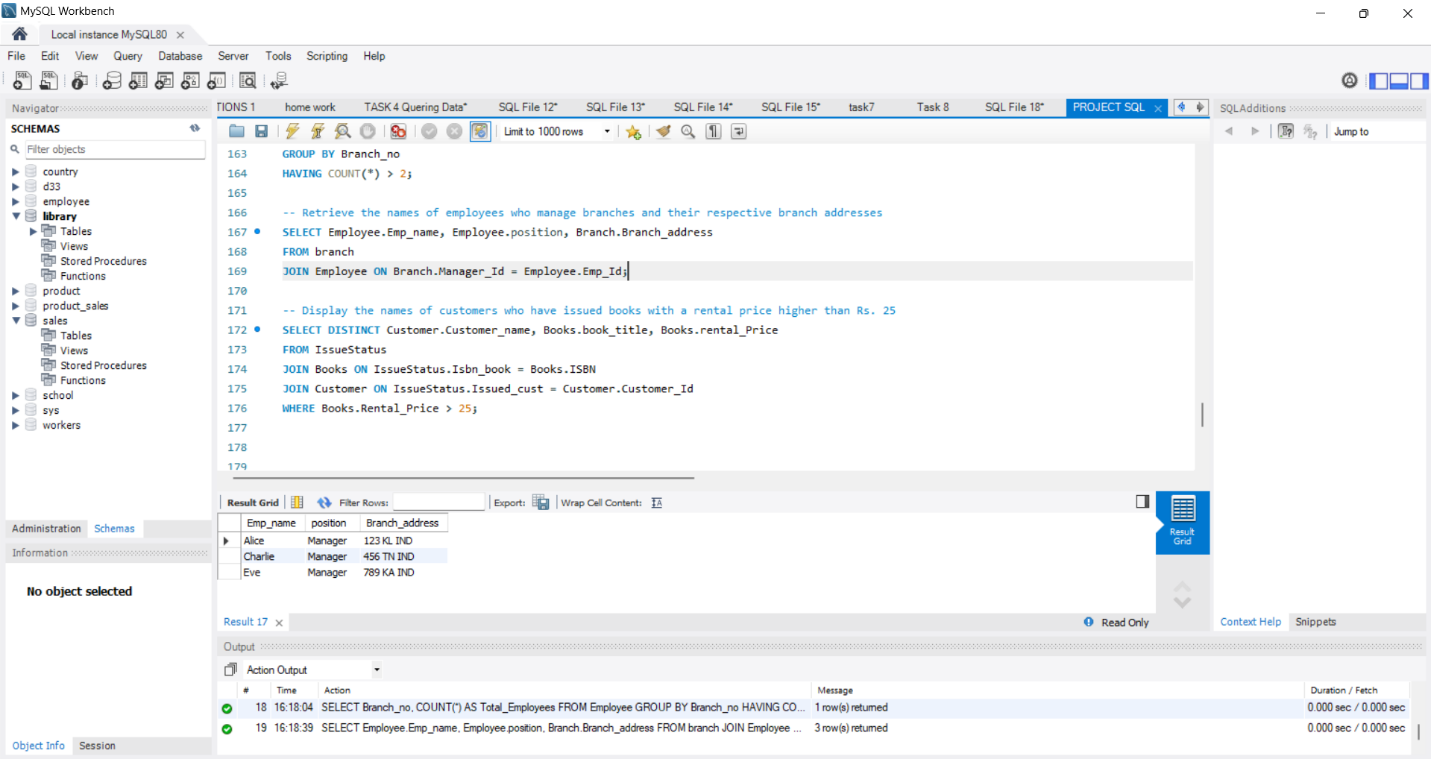 MySQL Workbench
Local instance MySQL80
File Edit View Query Database Server Tools Scripting Help
Navigator
SCHEMAS
Filter objects
country
d33
employee
library
Tables
Views
Stored Procedures
Functions
product
product_sales
sales
Tables
Views
Stored Procedures
Functions
school
sys
workers
Administration Schemas
Information
No object selected
Object Info Session
TIONS 1 home work TASK 4 Quering Data* SQL File 12* SQL File 13* SQL File 14* SQL File 15* task7 Task 8 SQL File 18* PROJECT SQL
Limit to 1000 rows
163 GROUP BY Branch_no
164 HAVING COUNT(*) > 2;
165
166 -- Retrieve the names of employees who manage branches and their respective branch addresses
167 SELECT Employee.Emp_name, Employee.position, Branch.Branch_address
168 FROM branch
169 JOIN Employee ON Branch.Manager_Id = Employee.Emp_Id;
170
171 -- Display the names of customers who have issued books with a rental price higher than Rs. 25
172 SELECT DISTINCT Customer.Customer_name, Books.book_title, Books.rental_Price
173 FROM IssueStatus
174 JOIN Books ON IssueStatus.Isbn_book = Books.ISBN
175 JOIN Customer ON IssueStatus.Issued_cust = Customer.Customer_Id
176 WHERE Books.Rental_Price > 25;
177
178
179
Result Grid Filter Rows: Export: Wrap Cell Content:
Emp_name position Branch_address
Alice Manager 123 KL IND
Charlie Manager 456 TN IND
Eve Manager 789 KA IND
Result Grid
Result 17
Read Only
SQLAdditions
Jump to
Context Help Snippets
Output
Action Output
# Time Action Message Duration / Fetch
18 16:18:04 SELECT Branch_no, COUNT(*) AS Total_Employees FROM Employee GROUP BY Branch_no HAVING CO... 1 row(s) returned 0.000 sec / 0.000 sec
19 16:18:39 SELECT Employee.Emp_name, Employee.position, Branch.Branch_address FROM branch JOIN Employee ... 3 row(s) returned 0.000 sec / 0.000 sec